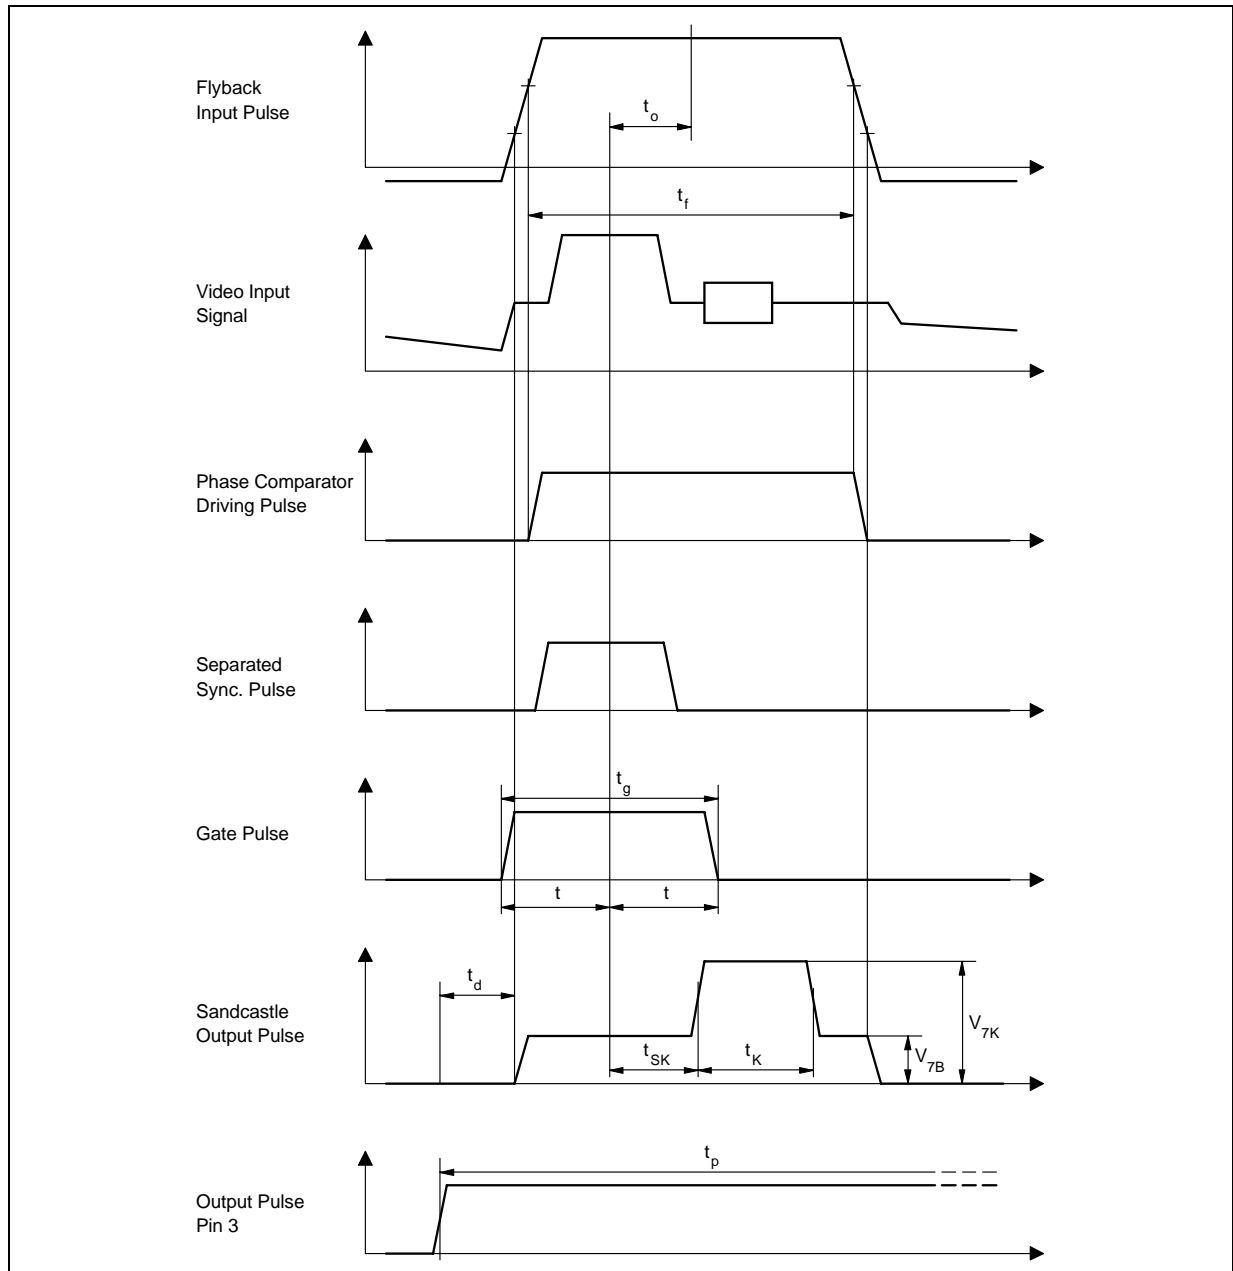 Flyback
Input Pulse
t_o
t_f
Video Input
Signal
Phase Comparator
Driving Pulse
Separated
Sync. Pulse
t_g
Gate Pulse
t t
t_d
Sandcastle
Output Pulse
t_SK t_K V_7B V_7K
t_p
Output Pulse
Pin 3